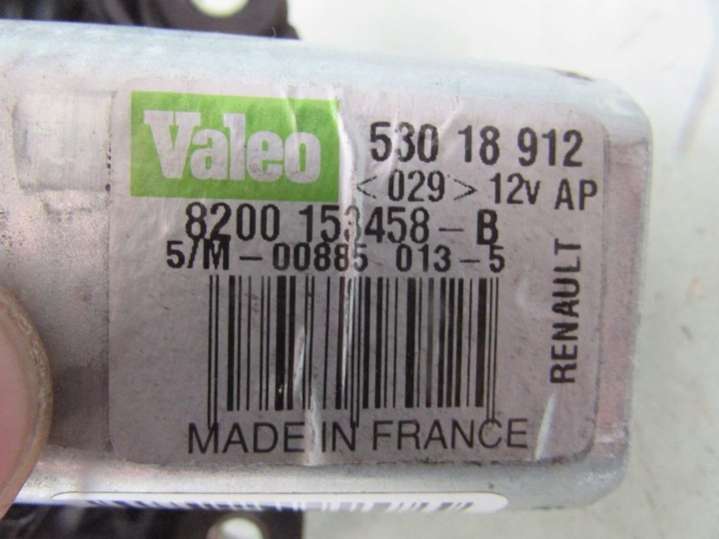 Valeo 530 18 912
<029> 12v AP
8200 153458-B
5/M-00885 013-5
RENAULT
MADE IN FRANCE